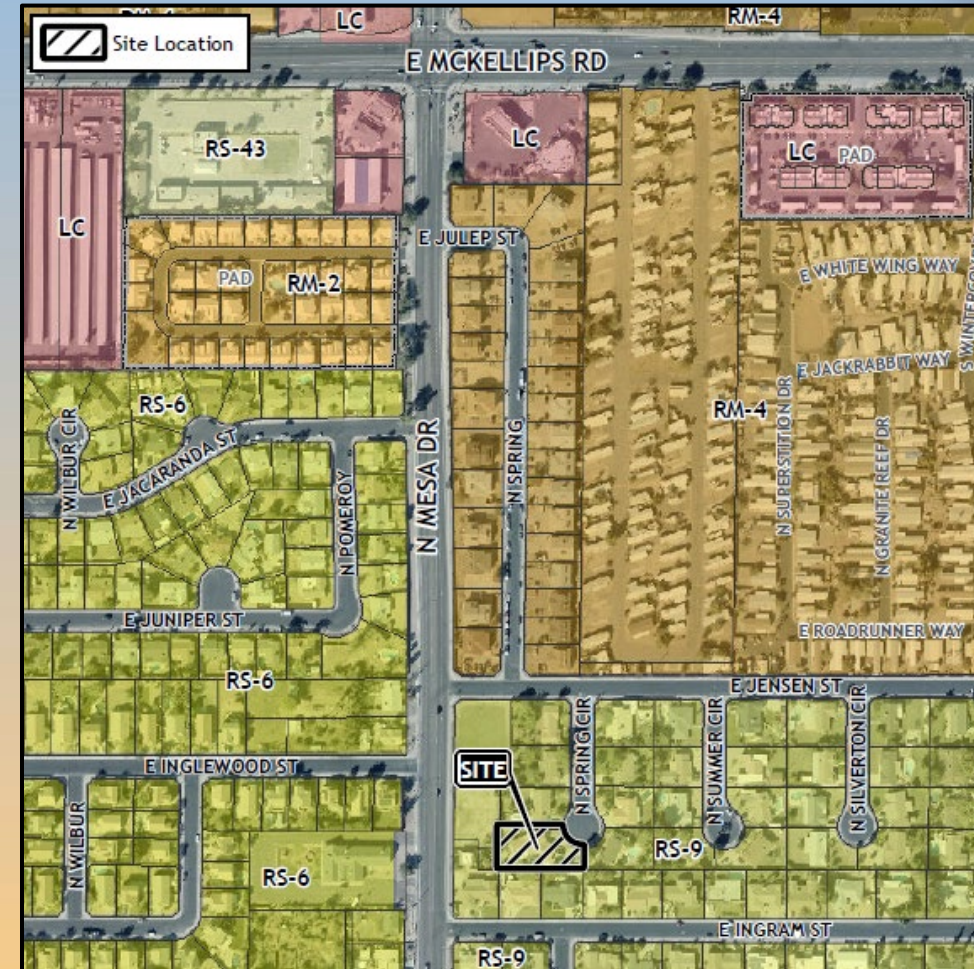 Site Location
LC
RM-4
E MCKELLIPS RD
RS-43
LC
LC
PAD
LC
E JULEP ST
PAD
RM-2
E WHITE WING WAY
E JACKRABBIT WAY
RS-6
RM-4
N WILBUR CIR
E JACARANDA ST
N POMEROY
N MESA DR
N SPRING
N SUPERSTITION DR
N GRANITE REEF DR
E JUNIPER ST
E ROADRUNNER WAY
RS-6
E JENSEN ST
E INGLEWOOD ST
SITE
N SPRING CIR
N SUMMER CIR
N SILVERTON CIR
N WILBUR
RS-9
RS-6
E INGRAM ST
RS-9